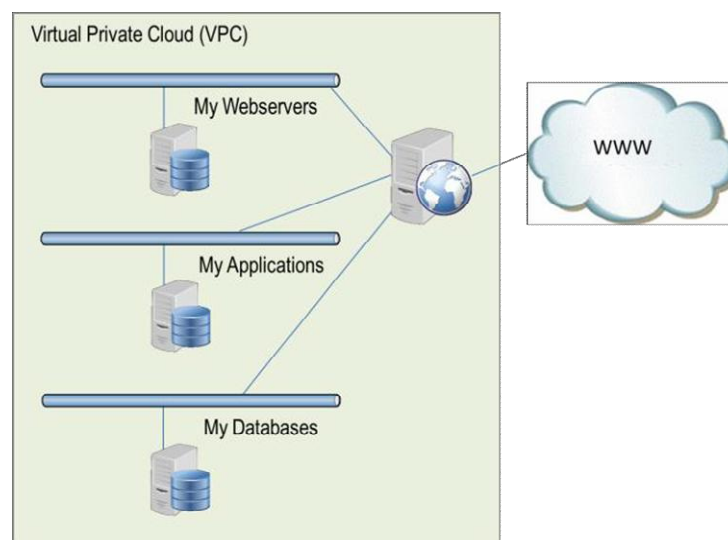 Virtual Private Cloud (VPC)
My Webservers
www
My Applications
My Databases